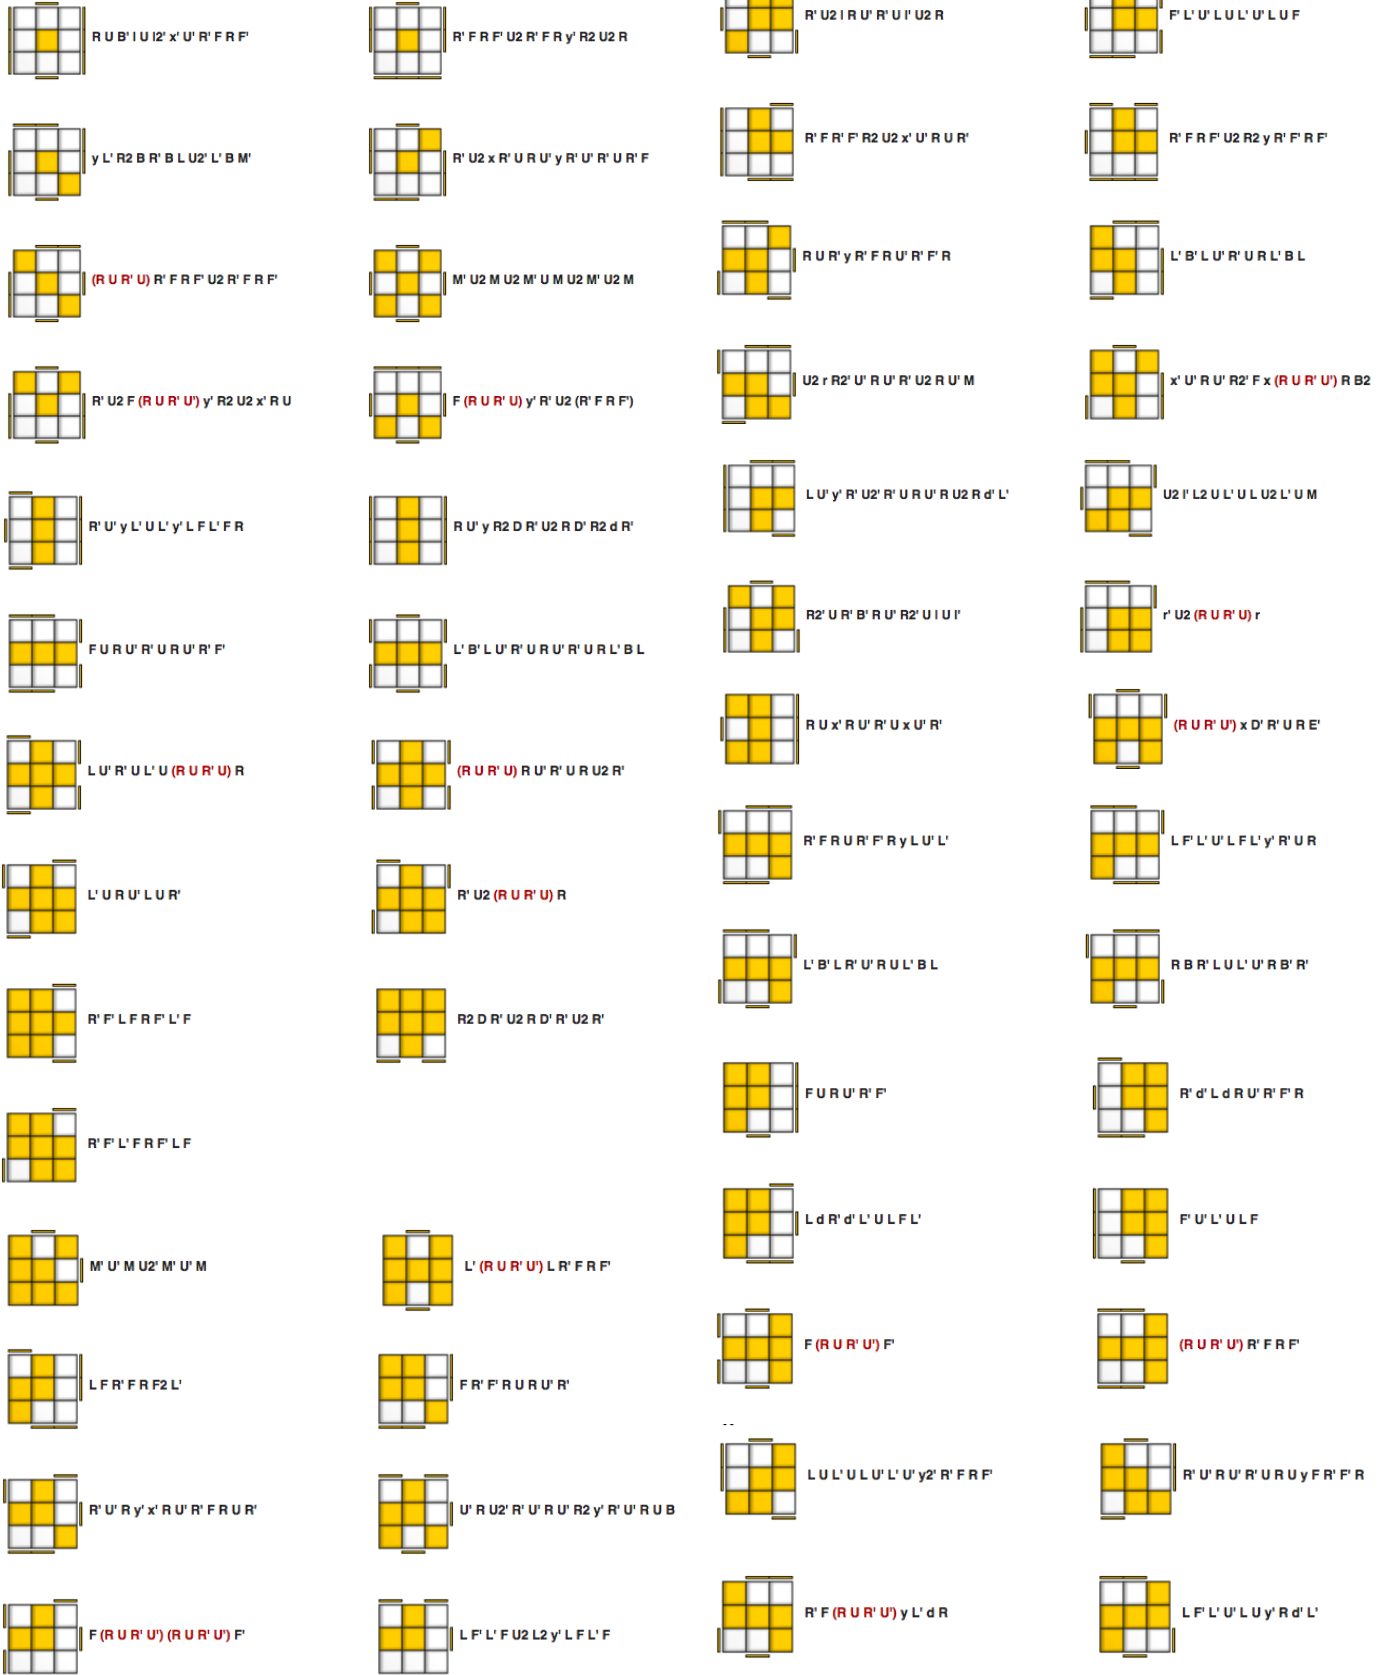 R U B' l U l2' x' U' R' F R F'
R' F R F' U2 R' F R y' R2 U2 R
y L' R2 B R' B L U2' L' B M'
R' U2 x R' U R U' y R' U' R' U R' F
(R U R' U) R' F R F' U2 R' F R F'
M' U2 M U2 M' U M U2 M' U2 M
R' U2 F (R U R' U') y' R2 U2 x' R U
F (R U R' U) y' R' U2 (R' F R F')
R' U' y L' U L' y' L F L' F R
R U' y R2 D R' U2 R D' R2 d R'
F U R U' R' U R U' R' F'
L' B' L U' R' U R U' R' U R L' B L
L U' R' U L' U (R U R' U) R
(R U R' U) R U' R' U R U2 R'
L' U R U' L U R'
R' U2 (R U R' U) R
R' F' L F R F' L' F
R2 D R' U2 R D' R' U2 R'
R' F' L' F R F' L F
M' U' M U2' M' U' M
L' (R U R' U') L R' F R F'
L F R' F R F2 L'
F R' F' R U R U' R'
R' U' R y' x' R U' R' F R U R'
U' R U2' R' U' R U' R2 y' R' U' R U B
F (R U R' U') (R U R' U') F'
L F' L' F U2 L2 y' L F L' F
R' U2 l R U' R' U l' U2 R
F' L' U' L U L' U' L U F
R' F R' F' R2 U2 x' U' R U R'
R' F R F' U2 R2 y R' F' R F'
R U R' y R' F R U' R' F' R
L' B' L U' R' U R L' B L
U2 r R2' U' R U' R' U2 R U' M
x' U' R U' R2' F x (R U R' U') R B2
L U' y' R' U2' R' U R U' R U2 R d' L'
U2 l' L2 U L' U L U2 L' U M
R2' U R' B' R U' R2' U l U l'
r' U2 (R U R' U) r
R U x' R U' R' U x U' R'
(R U R' U') x D' R' U R E'
R' F R U R' F' R y L U' L'
L F' L' U' L F L' y' R' U R
L' B' L R' U' R U L' B L
R B R' L U L' U' R B' R'
F U R U' R' F'
R' d' L d R U' R' F' R
L d R' d' L' U L F L'
F' U' L' U L F
F (R U R' U') F'
(R U R' U') R' F R F'
--
L U L' U L U' L' U' y2' R' F R F'
R' U' R U' R' U R U y F R' F' R
R' F (R U R' U') y L' d R
L F' L' U' L U y' R d' L'